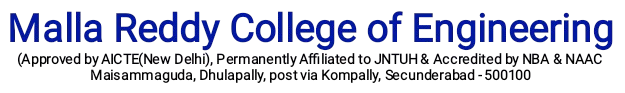 Malla Reddy College of Engineering
(Approved by AICTE(New Delhi), Permanently Affiliated to JNTUH & Accredited by NBA & NAAC
Maisammaguda, Dhulapally, post via Kompally, Secunderabad - 500100